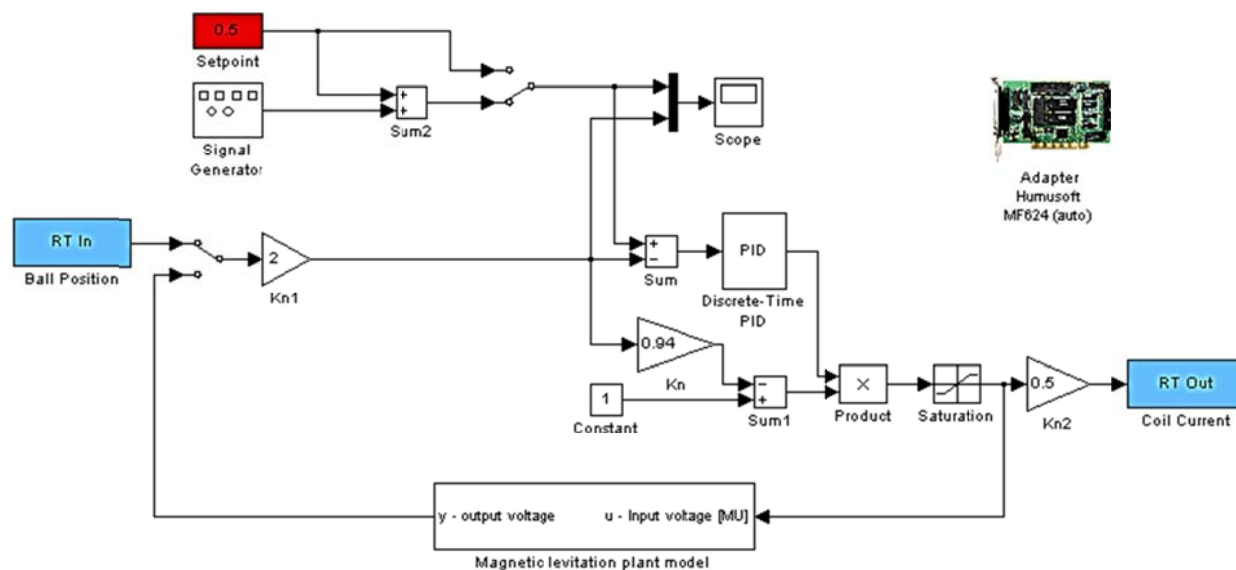 0.5
Setpoint
Signal
Generator
+
+
Sum2
Scope
Adapter
Humusoft
MF624 (auto)
RT In
Ball Position
2
Kn1
+
−
Sum
PID
Discrete-Time
PID
0.94
Kn
1
Constant
−
+
Sum1
×
Product
Saturation
0.5
Kn2
RT Out
Coil Current
y - output voltage
u - Input voltage [MU]
Magnetic levitation plant model